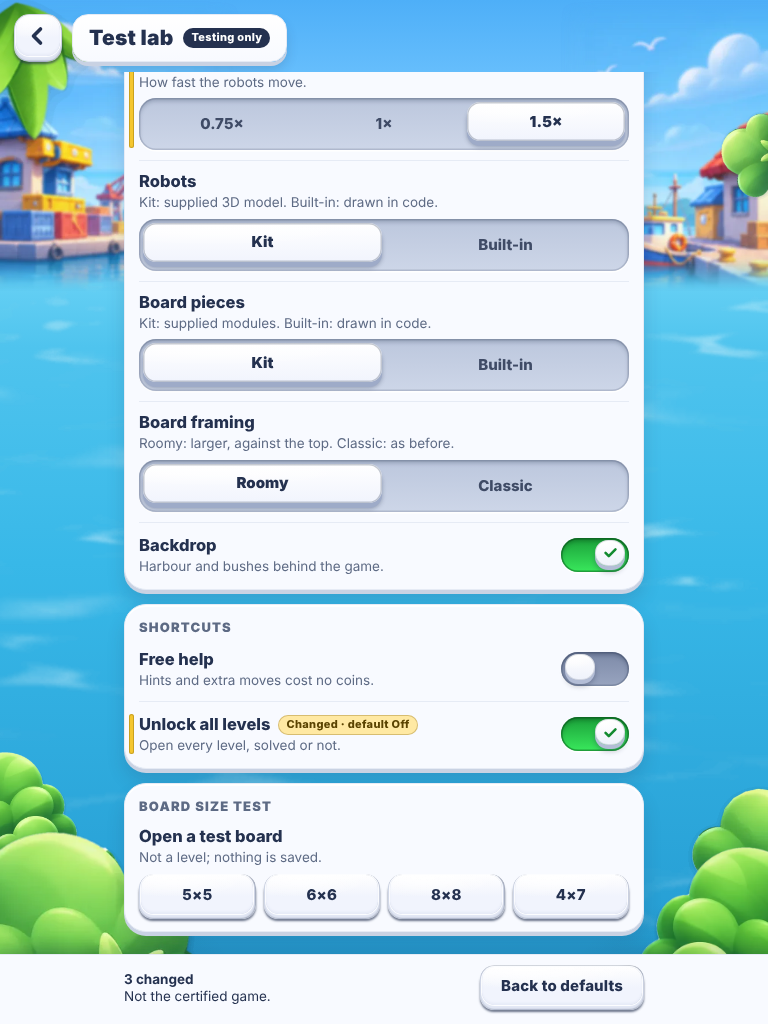 Test lab
Testing only
How fast the robots move.
0.75×
1×
1.5×
Robots
Kit: supplied 3D model. Built-in: drawn in code.
Kit
Built-in
Board pieces
Kit: supplied modules. Built-in: drawn in code.
Kit
Built-in
Board framing
Roomy: larger, against the top. Classic: as before.
Roomy
Classic
Backdrop
Harbour and bushes behind the game.
SHORTCUTS
Free help
Hints and extra moves cost no coins.
Unlock all levels
Changed · default Off
Open every level, solved or not.
BOARD SIZE TEST
Open a test board
Not a level; nothing is saved.
5×5
6×6
8×8
4×7
3 changed
Not the certified game.
Back to defaults